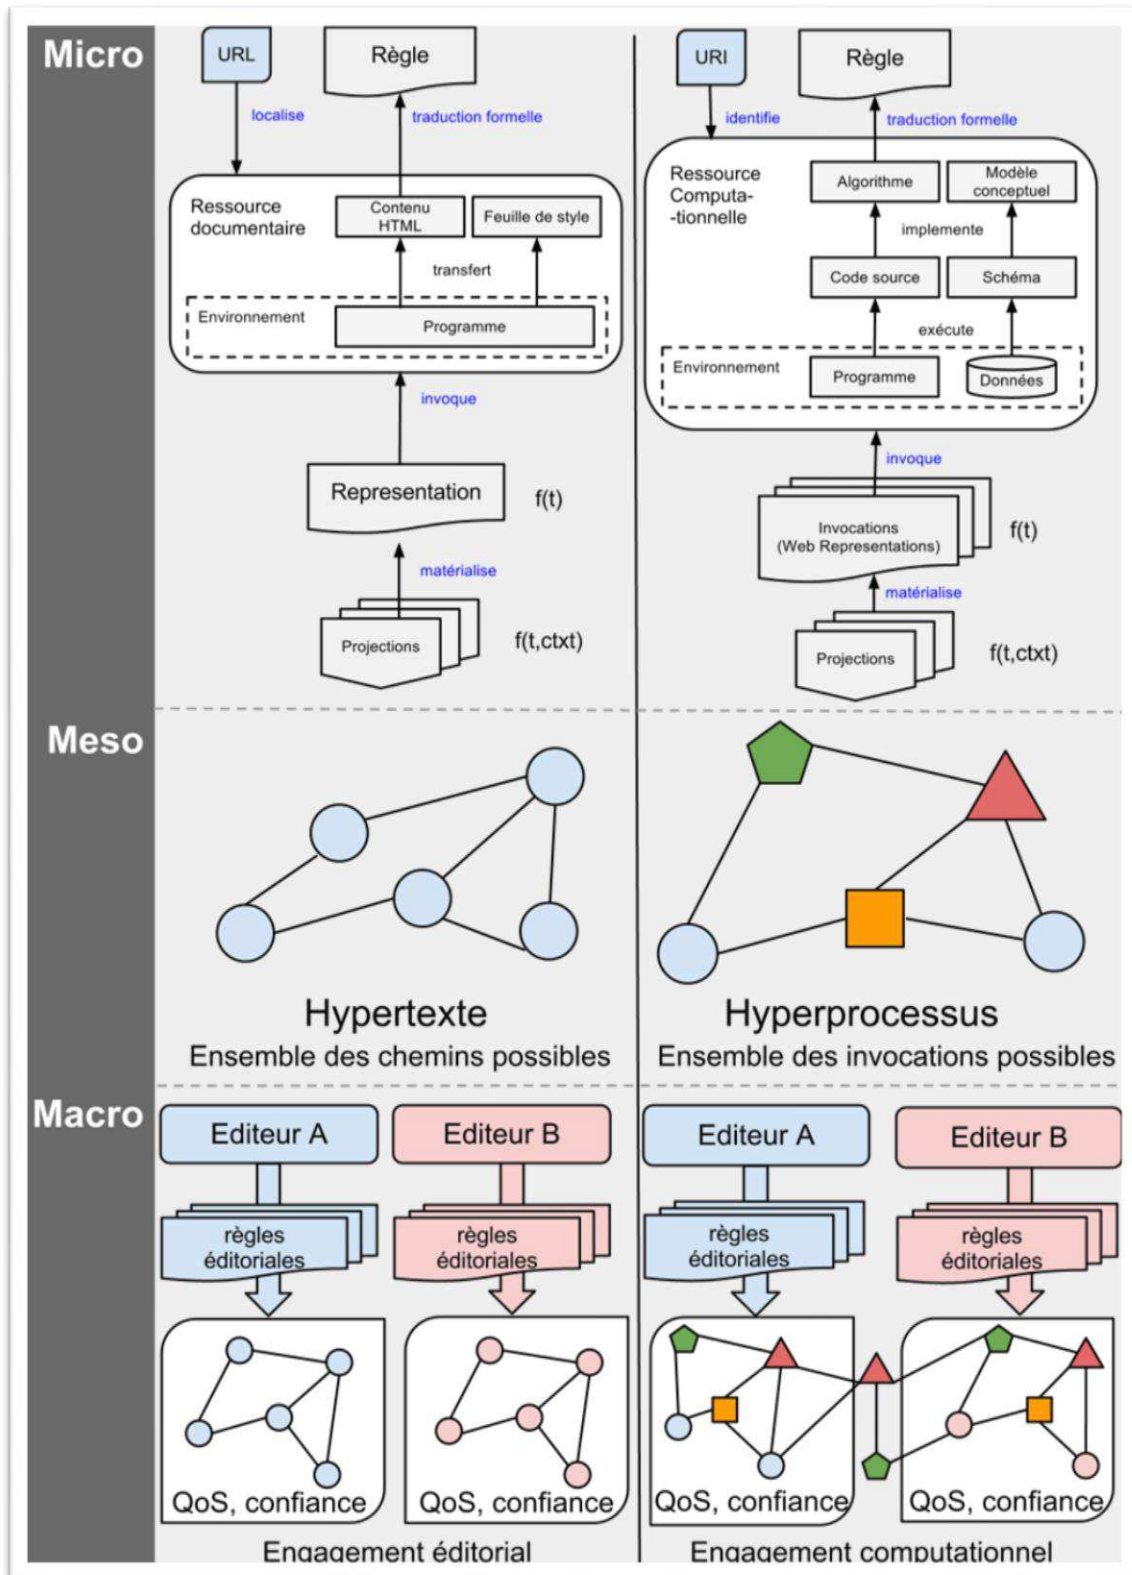 Micro
URL
Règle
localise
traduction formelle
Ressource
documentaire
Contenu
HTML
Feuille de style
transfert
Environnement
Programme
invoque
Representation
f(t)
matérialise
Projections
f(t,ctxt)
URI
Règle
identifie
traduction formelle
Ressource
Computa-
-tionnelle
Algorithme
Modèle
conceptuel
implemente
Code source
Schéma
exécute
Environnement
Programme
Données
invoque
Invocations
(Web Representations)
f(t)
matérialise
Projections
f(t,ctxt)
Meso
Hypertexte
Ensemble des chemins possibles
Hyperprocessus
Ensemble des invocations possibles
Macro
Editeur A
Editeur B
règles
éditoriales
règles
éditoriales
QoS, confiance
QoS, confiance
Engagement éditorial
Editeur A
Editeur B
règles
éditoriales
règles
éditoriales
QoS, confiance
QoS, confiance
Engagement computationnel